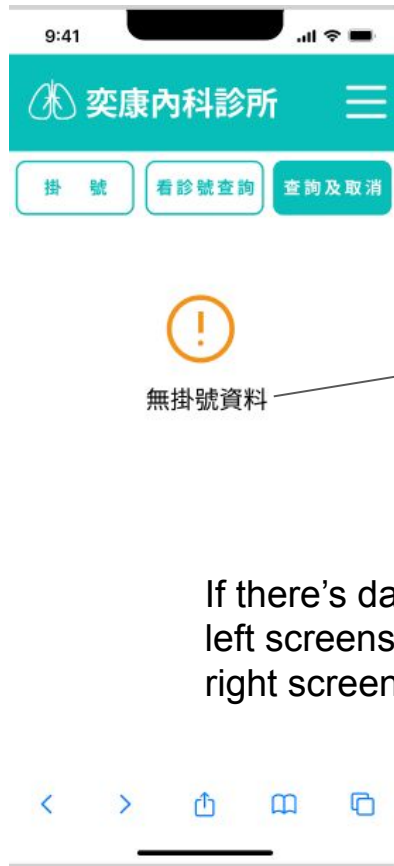 9:41
奕康內科診所
掛 號
看診號查詢
查詢及取消
無掛號資料
If there’s da
left screens
right screen